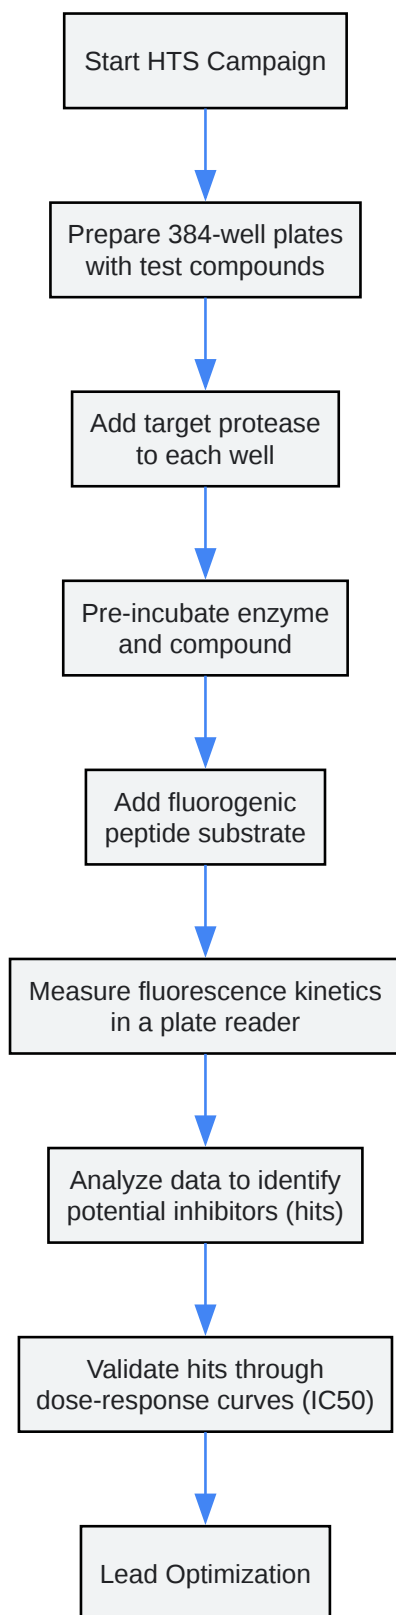 Start HTS Campaign
Prepare 384-well plates
with test compounds
Add target protease
to each well
Pre-incubate enzyme
and compound
Add fluorogenic
peptide substrate
Measure fluorescence kinetics
in a plate reader
Analyze data to identify
potential inhibitors (hits)
Validate hits through
dose-response curves (IC50)
Lead Optimization